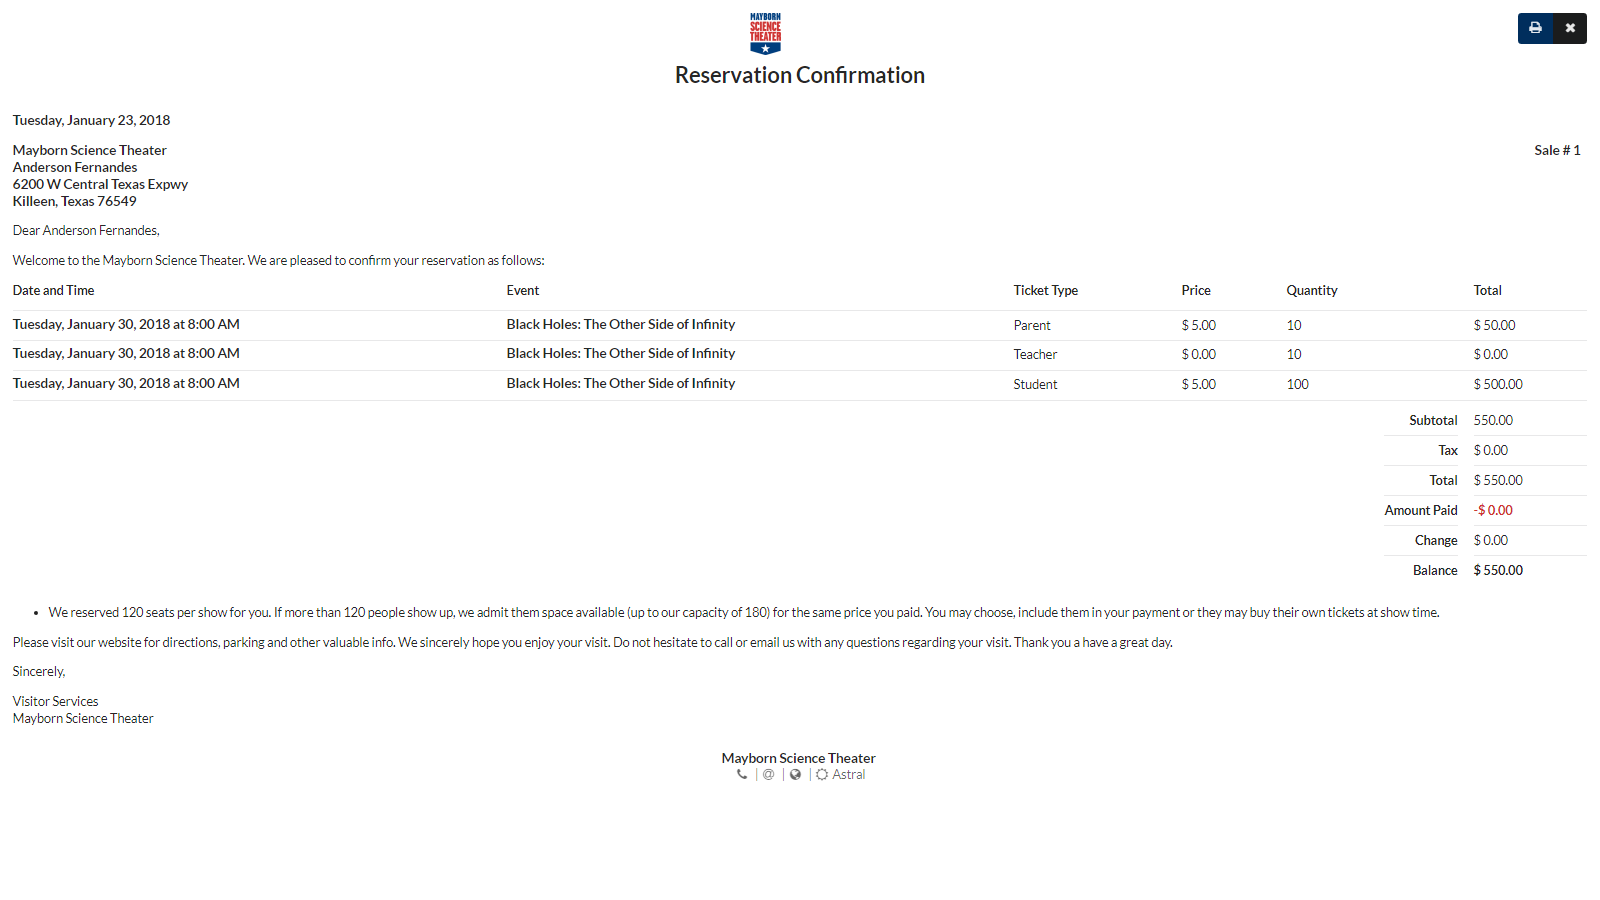 MAYBORN
SCIENCE
THEATER
Reservation Confirmation
Tuesday, January 23, 2018
Mayborn Science Theater Sale # 1
Anderson Fernandes
6200 W Central Texas Expwy
Killeen, Texas 76549
Dear Anderson Fernandes,
Welcome to the Mayborn Science Theater. We are pleased to confirm your reservation as follows:
Date and Time Event Ticket Type Price Quantity Total
Tuesday, January 30, 2018 at 8:00 AM Black Holes: The Other Side of Infinity Parent $ 5.00 10 $ 50.00
Tuesday, January 30, 2018 at 8:00 AM Black Holes: The Other Side of Infinity Teacher $ 0.00 10 $ 0.00
Tuesday, January 30, 2018 at 8:00 AM Black Holes: The Other Side of Infinity Student $ 5.00 100 $ 500.00
Subtotal 550.00
Tax $ 0.00
Total $ 550.00
Amount Paid -$ 0.00
Change $ 0.00
Balance $ 550.00
• We reserved 120 seats per show for you. If more than 120 people show up, we admit them space available (up to our capacity of 180) for the same price you paid. You may choose, include them in your payment or they may buy their own tickets at show time.
Please visit our website for directions, parking and other valuable info. We sincerely hope you enjoy your visit. Do not hesitate to call or email us with any questions regarding your visit. Thank you a have a great day.
Sincerely,
Visitor Services
Mayborn Science Theater
Mayborn Science Theater
| @ | | Astral